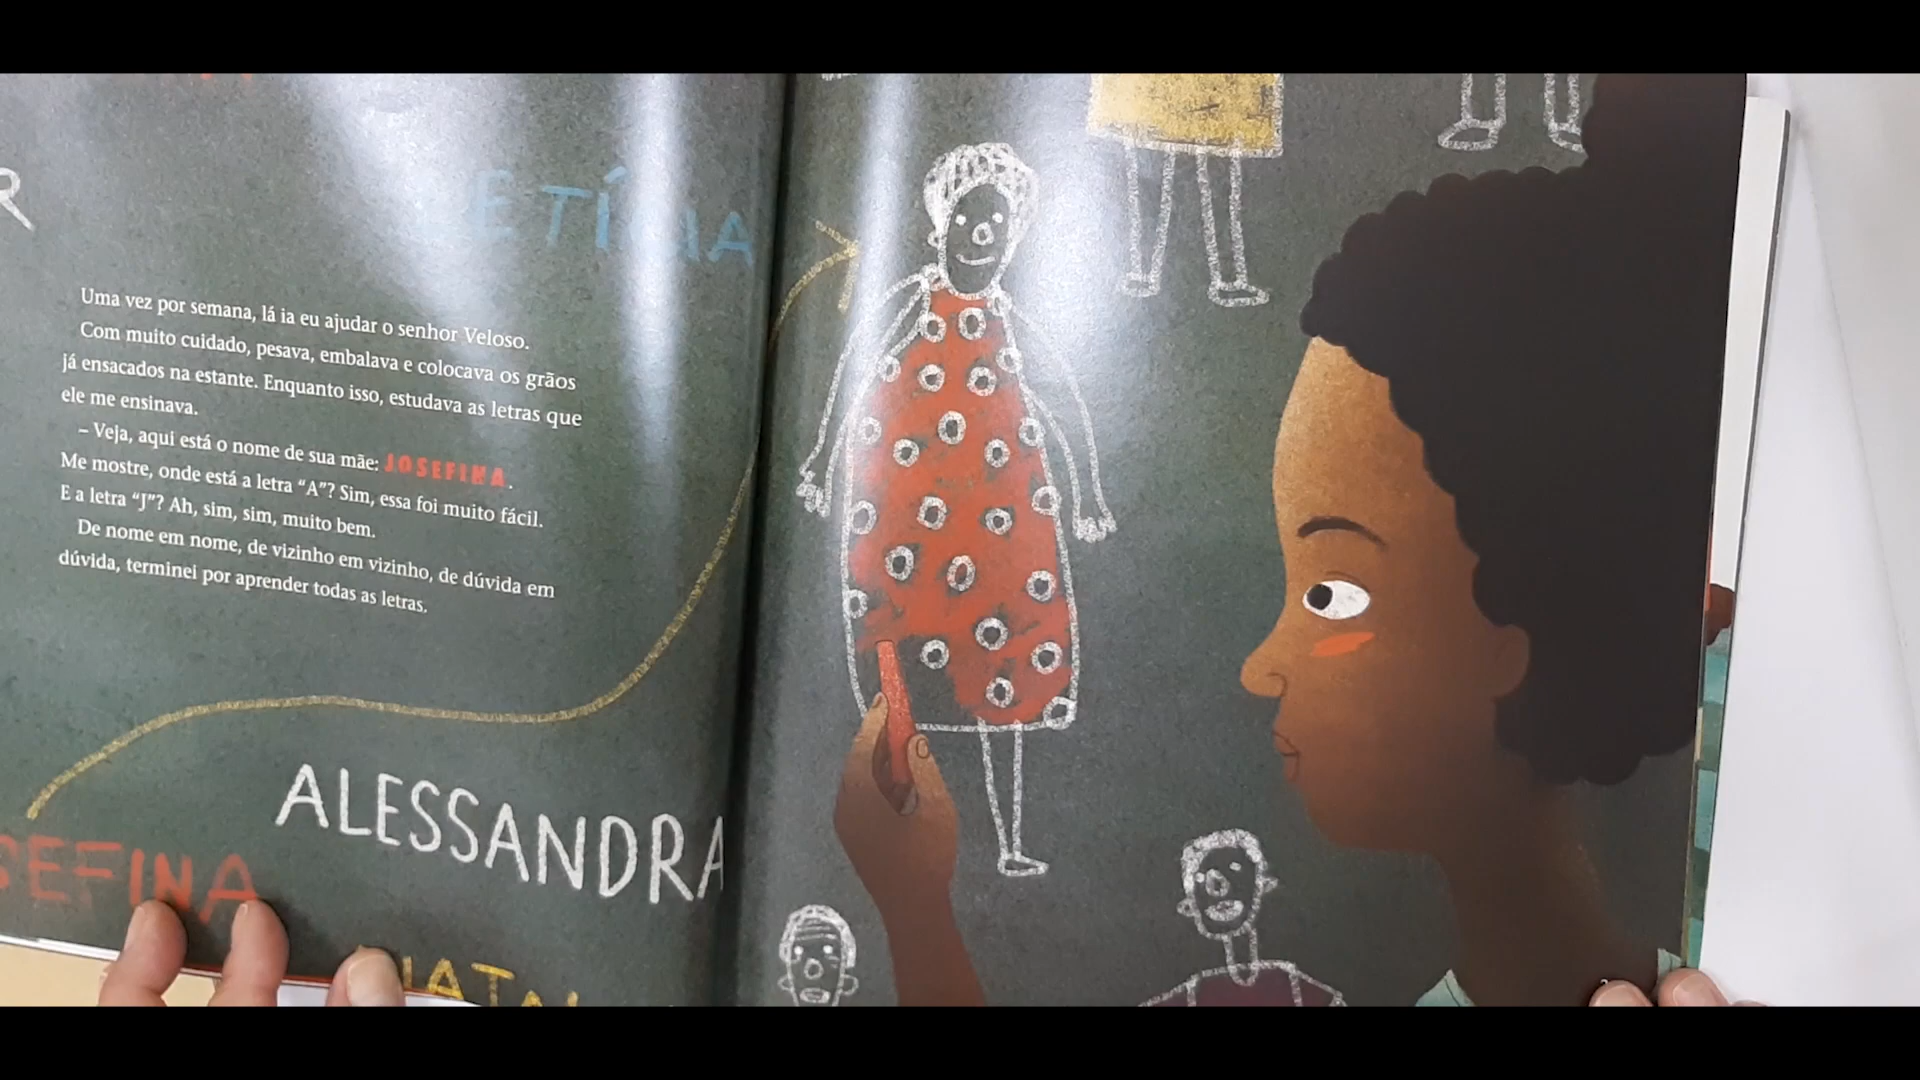 R
ETÍCIA
Uma vez por semana, lá ia eu ajudar o senhor Veloso.
Com muito cuidado, pesava, embalava e colocava os grãos
já ensacados na estante. Enquanto isso, estudava as letras que
ele me ensinava.
– Veja, aqui está o nome de sua mãe: JOSEFINA.
Me mostre, onde está a letra “A”? Sim, essa foi muito fácil.
E a letra “J”? Ah, sim, sim, muito bem.
De nome em nome, de vizinho em vizinho, de dúvida em
dúvida, terminei por aprender todas as letras.
ALESSANDRA
SEFINA